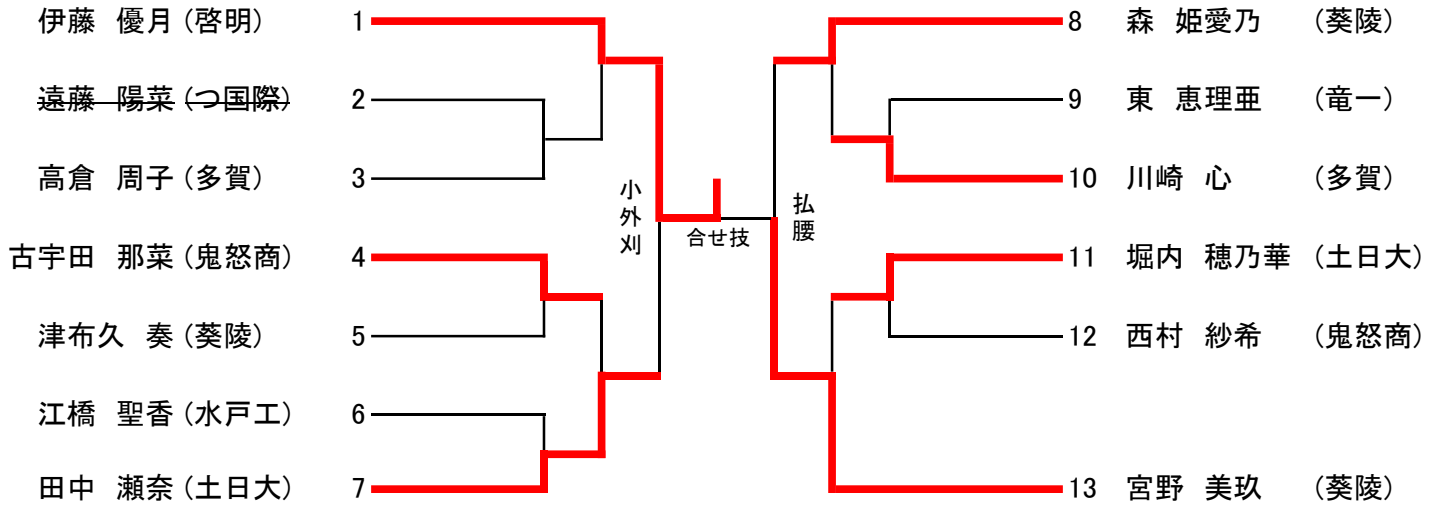 伊藤 優月 (啓明) 1
遠藤 陽菜 (つ国際) 2
高倉 周子 (多賀) 3
古宇田 那菜 (鬼怒商) 4
津布久 奏 (葵陵) 5
江橋 聖香 (水戸工) 6
田中 瀬奈 (土日大) 7
小外刈
合せ技
払腰
8 森 姫愛乃 (葵陵)
9 東 恵理亜 (竜一)
10 川崎 心 (多賀)
11 堀内 穂乃華 (土日大)
12 西村 紗希 (鬼怒商)
13 宮野 美玖 (葵陵)